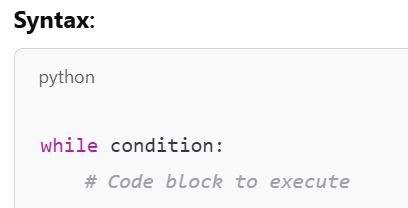 Syntax:
python
while condition:
# Code block to execute